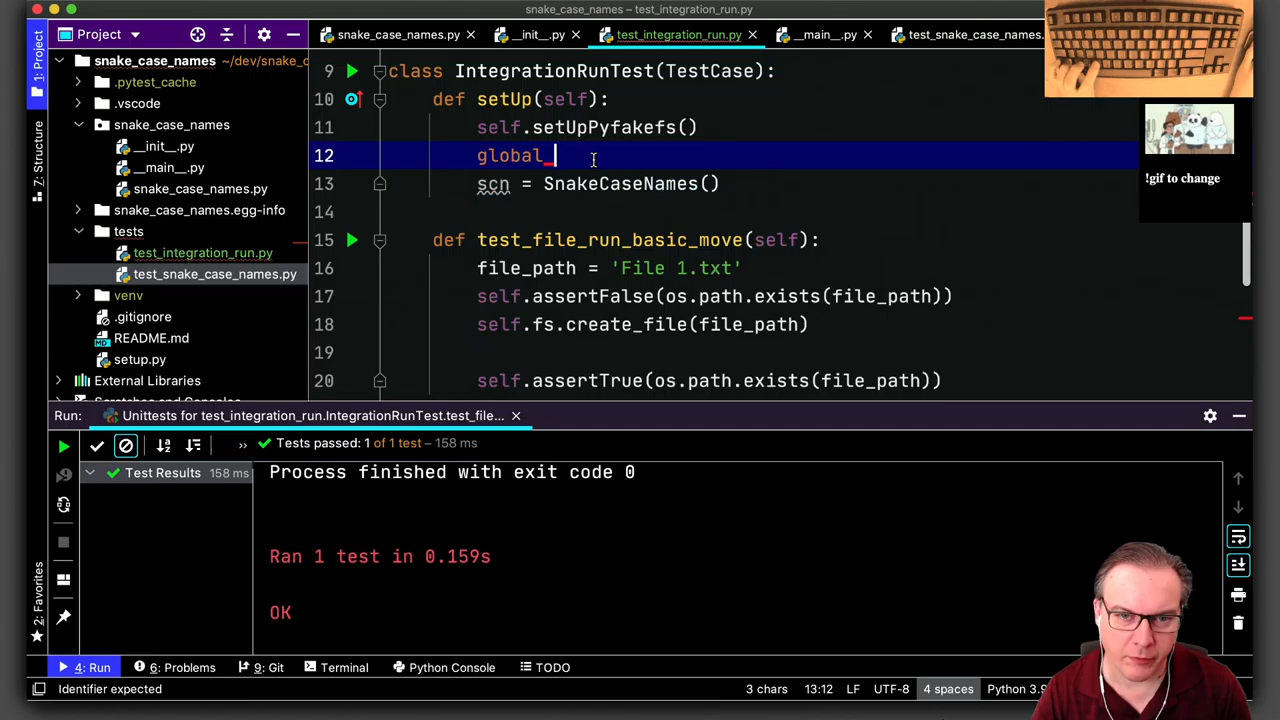 snake_case_names – test_integration_run.py
Project
snake_case_names.py
__init__.py
test_integration_run.py
__main__.py
test_snake_case_names.
1: Project
7: Structure
2: Favorites
snake_case_names ~/dev/snake_c
.pytest_cache
.vscode
snake_case_names
__init__.py
__main__.py
snake_case_names.py
snake_case_names.egg-info
tests
test_integration_run.py
test_snake_case_names.py
venv
.gitignore
README.md
setup.py
External Libraries
Scratches and Consoles
9 class IntegrationRunTest(TestCase):
10 def setUp(self):
11 self.setUpPyfakefs()
12 global
13 scn = SnakeCaseNames()
14
15 def test_file_run_basic_move(self):
16 file_path = 'File 1.txt'
17 self.assertFalse(os.path.exists(file_path))
18 self.fs.create_file(file_path)
19
20 self.assertTrue(os.path.exists(file_path))
!gif to change
Run: Unittests for test_integration_run.IntegrationRunTest.test_file...
» Tests passed: 1 of 1 test – 158 ms
Test Results 158 ms
Process finished with exit code 0
Ran 1 test in 0.159s
OK
4: Run
6: Problems
9: Git
Terminal
Python Console
TODO
Identifier expected
3 chars 13:12 LF UTF-8 4 spaces Python 3.9